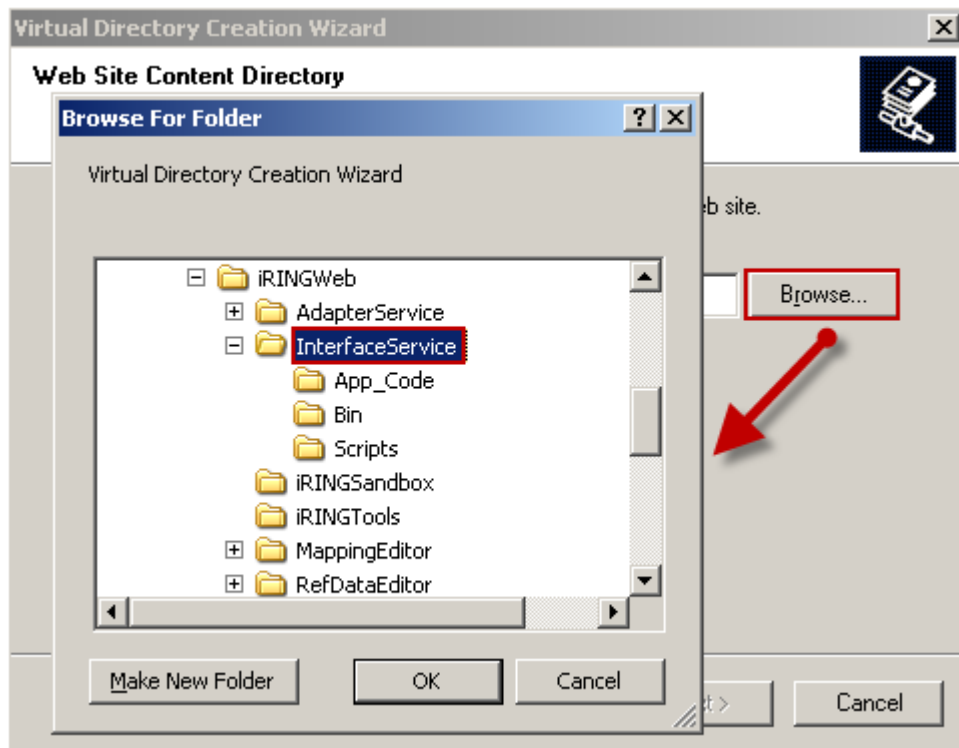 Virtual Directory Creation Wizard
Web Site Content Directory
Browse For Folder
Virtual Directory Creation Wizard
eb site.
iRINGWeb
Browse...
AdapterService
InterfaceService
App_Code
Bin
Scripts
iRINGSandbox
iRINGTools
MappingEditor
RefDataEditor
Make New Folder OK Cancel
t > Cancel